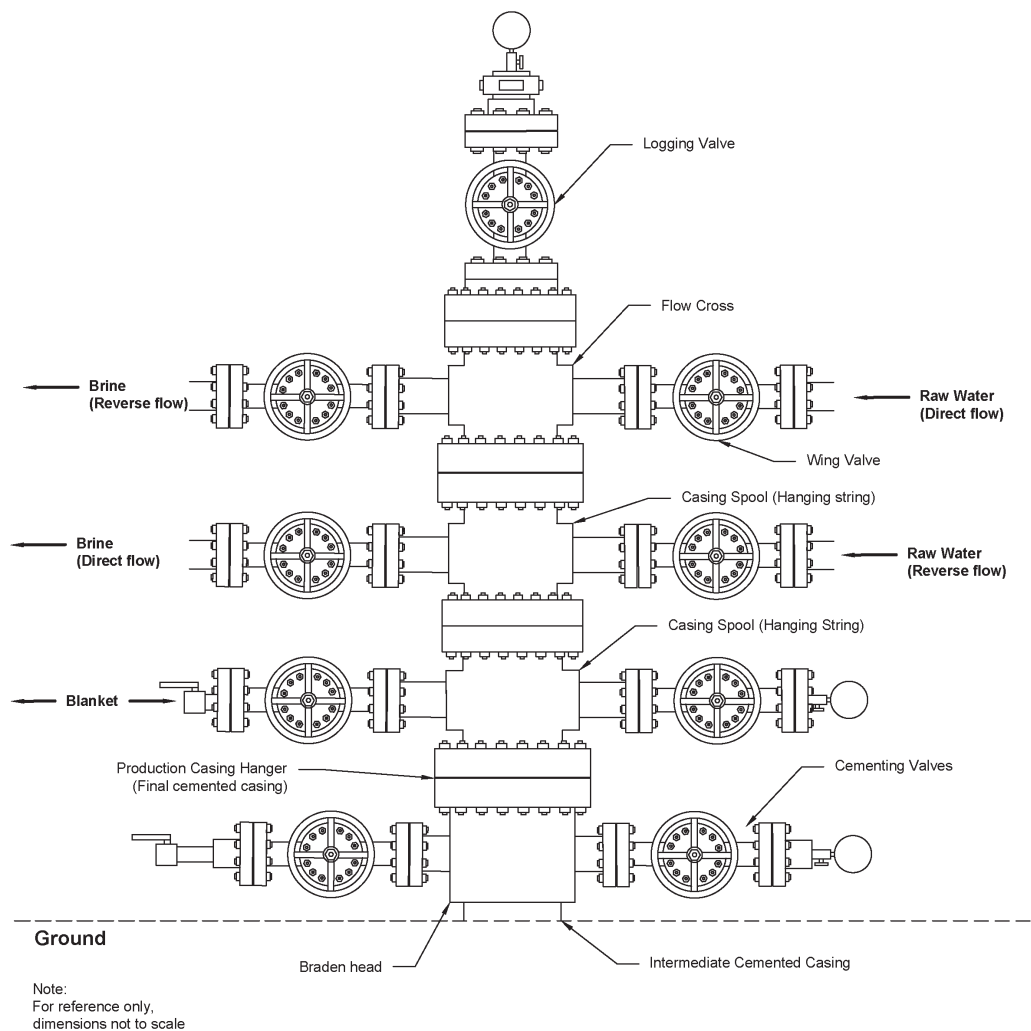 Logging Valve
Flow Cross
Brine
(Reverse flow)
Raw Water
(Direct flow)
Wing Valve
Casing Spool (Hanging string)
Brine
(Direct flow)
Raw Water
(Reverse flow)
Casing Spool (Hanging String)
Blanket
Production Casing Hanger
(Final cemented casing)
Cementing Valves
Ground
Braden head
Intermediate Cemented Casing
Note:
For reference only,
dimensions not to scale